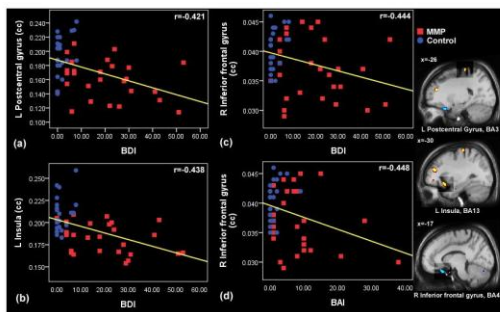 r=-0.421
L Postcentral gyrus (cc)
0.260
0.240
0.220
0.200
0.180
0.160
0.140
0.120
0.100
(a)
0.00 10.00 20.00 30.00 40.00 50.00 60.00
BDI
r=-0.444
R Inferior frontal gyrus
(cc)
0.045
0.040
0.035
0.030
(c)
0.00 10.00 20.00 30.00 40.00 50.00 60.00
BDI
MMP
Control
x=-26
L Postcentral Gyrus, BA3
r=-0.438
L Insula (cc)
0.250
0.200
0.150
(b)
0.00 10.00 20.00 30.00 40.00 50.00 60.00
BDI
r=-0.448
R Inferior frontal gyrus
(cc)
0.045
0.040
0.035
0.030
(d)
0.00 10.00 20.00 30.00 40.00
BAI
x=-30
L Insula, BA13
x=-17
R Inferior frontal gyrus, BA4